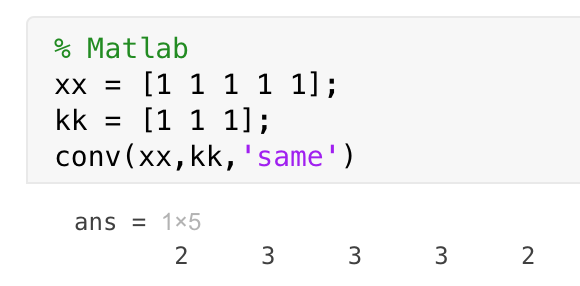 % Matlab
xx = [1 1 1 1 1];
kk = [1 1 1];
conv(xx,kk,'same')
ans = 1×5
2 3 3 3 2